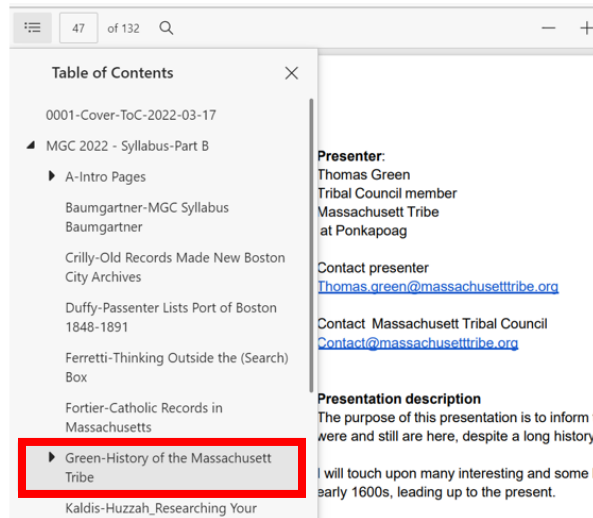 47 of 132
Table of Contents
0001-Cover-ToC-2022-03-17
MGC 2022 - Syllabus-Part B
A-Intro Pages
Baumgartner-MGC Syllabus
Baumgartner
Crilly-Old Records Made New Boston
City Archives
Duffy-Passenter Lists Port of Boston
1848-1891
Ferretti-Thinking Outside the (Search)
Box
Fortier-Catholic Records in
Massachusetts
Green-History of the Massachusett
Tribe
Kaldis-Huzzah_Researching Your
Presenter:
Thomas Green
Tribal Council member
Massachusett Tribe
at Ponkapoag
Contact presenter
Thomas.green@massachusetttribe.org
Contact Massachusett Tribal Council
Contact@massachusetttribe.org
Presentation description
The purpose of this presentation is to inform
were and still are here, despite a long history
I will touch upon many interesting and some
early 1600s, leading up to the present.